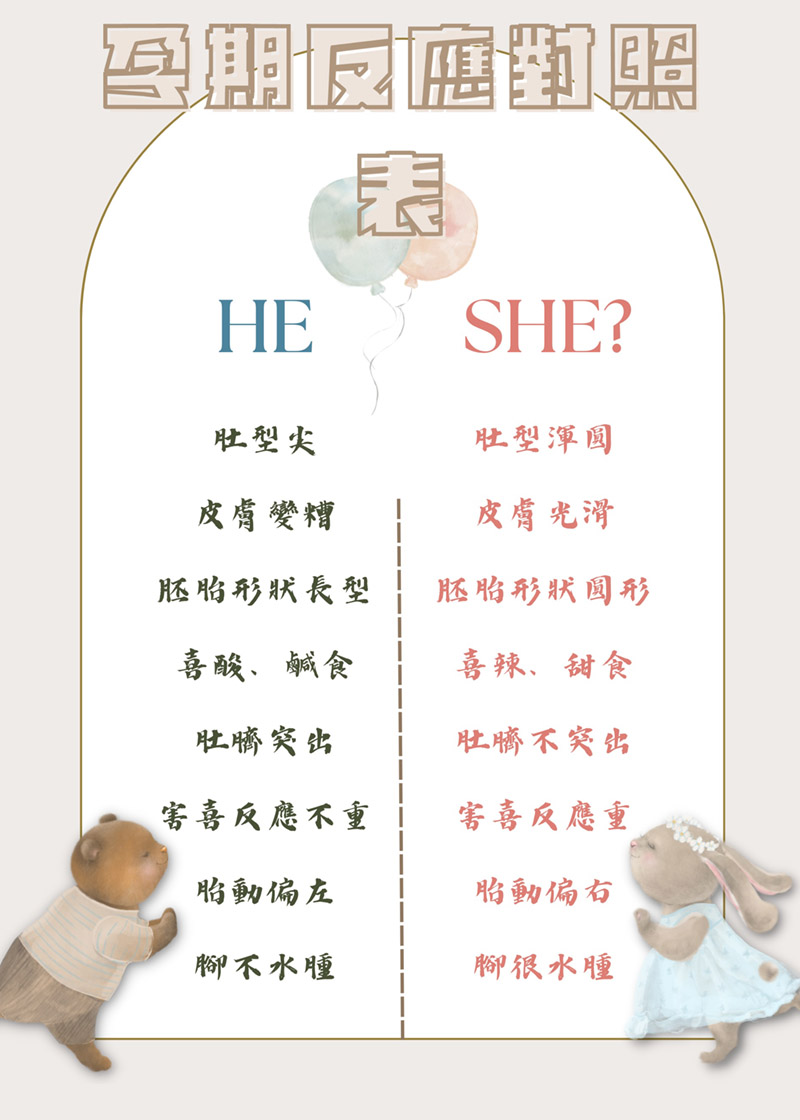 孕期反應對照
表
HE SHE?
肚型尖 肚型渾圓
皮膚變糟 皮膚光滑
胚胎形狀長型 胚胎形狀圓形
喜酸、鹹食 喜辣、甜食
肚臍突出 肚臍不突出
害喜反應不重 害喜反應重
胎動偏左 胎動偏右
腳不水腫 腳很水腫